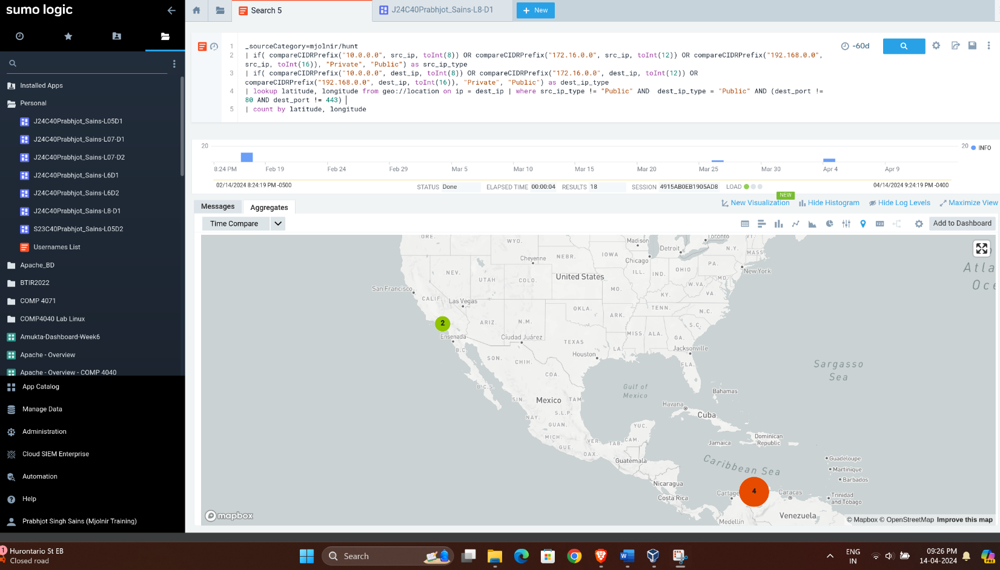 sumo logic
Installed Apps
Personal
J24C40Prabhjot_Sains-L05D1
J24C40Prabhjot_Sains-L07-D1
J24C40Prabhjot_Sains-L07-D2
J24C40Prabhjot_Sains-L6D1
J24C40Prabhjot_Sains-L6D2
J24C40Prabhjot_Sains-L8-D1
S23C40Prabhjot_Sains-L05D2
Usernames List
Apache_BD
BTIR2022
COMP 4071
COMP4040 Lab Linux
Amukta-Dashboard-Week6
Apache - Overview
Apache - Overview - COMP 4040
App Catalog
Manage Data
Administration
Cloud SIEM Enterprise
Automation
Help
Prabhjot Singh Sains (Mjolnir Training)
Search 5
J24C40Prabhjot_Sains-L8-D1
+ New
1 _sourceCategory=mjolnir/hunt
2 | if( compareCIDRPrefix("10.0.0.0", src_ip, toInt(8)) OR compareCIDRPrefix("172.16.0.0", src_ip, toInt(12)) OR compareCIDRPrefix("192.168.0.0",
src_ip, toInt(16)), "Private", "Public") as src_ip_type
3 | if( compareCIDRPrefix("10.0.0.0", dest_ip, toInt(8)) OR compareCIDRPrefix("172.16.0.0", dest_ip, toInt(12)) OR
compareCIDRPrefix("192.168.0.0", dest_ip, toInt(16)), "Private", "Public") as dest_ip_type
4 | lookup latitude, longitude from geo://location on ip = dest_ip | where src_ip_type != "Public" AND  dest_ip_type = "Public" AND (dest_port !=
80 AND dest_port != 443)
5 | count by latitude, longitude
-60d
20
20 INFO
8:24 PM Feb 19 Feb 24 Feb 29 Mar 5 Mar 10 Mar 15 Mar 20 Mar 25 Mar 30 Apr 4 Apr 9
02/14/2024 8:24:19 PM -0500 STATUS Done ELAPSED TIME 00:00:04 RESULTS 18 SESSION 4915AB0EB1905AD8 LOAD 04/14/2024 9:24:19 PM -0400
NEW
Messages Aggregates New Visualization Hide Histogram Hide Log Levels Maximize View
Time Compare Add to Dashboard
ORE. WYO. Madison Toronto
Detroit N.Y. MASS.
Cheyenne NEBR. IOWA Chicago
Atla
Oce
NEV. UTAH COLO. United States ILL. IND. OHIO PA. New York
San Francisco MO. W.VA. MD.
CALIF. Las Vegas KY. VA.
ARIZ. N.M. OKLA. ARK. TENN. N.C.
2
S.C.
Ensenada Ciudad Juárez TEXAS MISS. ALA. GA.
B.C. Houston LA. Jacksonville
SON. CHIH. FLA.
Sargasso
Sea
COA.
B.C.S. Gulf of
Mexico
Bahamas
SIN. Mexico TAM. Havana
Cuba
NAY. S.L.P.
GUAN. YUC.
MICH. VER. TAB. CAM. Jamaica Dominican
Republic
GUE. OAX.
Guatemala Caribbean Sea Guadeloupe
Martinique
Barbados
Nicaragua
Costa Rica Cartage 4 Caracas Trinidad
and Tobago
Medellín Venezuela
mapbox
© Mapbox © OpenStreetMap Improve this map
1
Hurontario St EB
Closed road
Search
ENG
IN
09:26 PM
14-04-2024
PRE